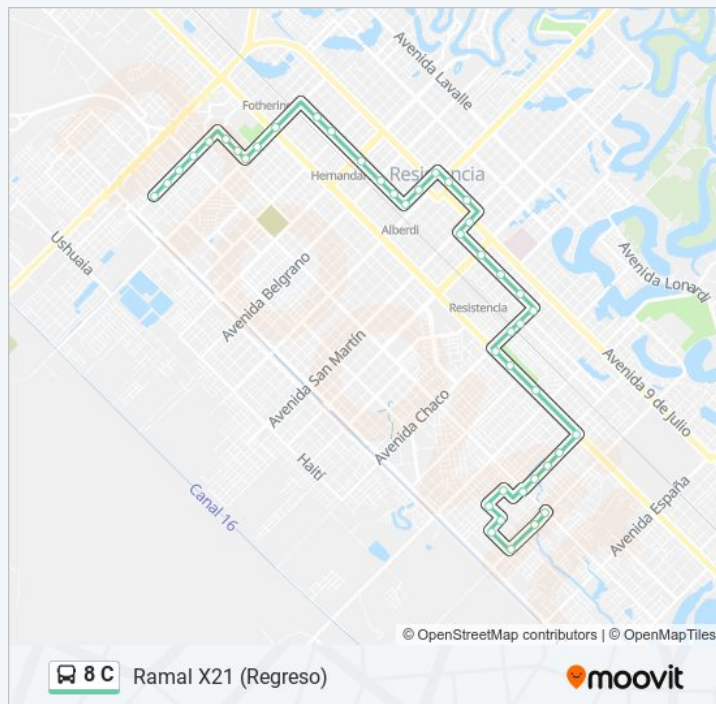 Avenida Lavalle
Fotherin
Resistencia
Hernandar
Alberdi
Ushuaia
Avenida Lonardi
Avenida Belgrano
Resistencia
Avenida San Martín
Avenida 9 de Julio
Avenida Chaco
Haití
Avenida España
Canal 16
© OpenStreetMap contributors | © OpenMapTiles
8 C Ramal X21 (Regreso) moovit